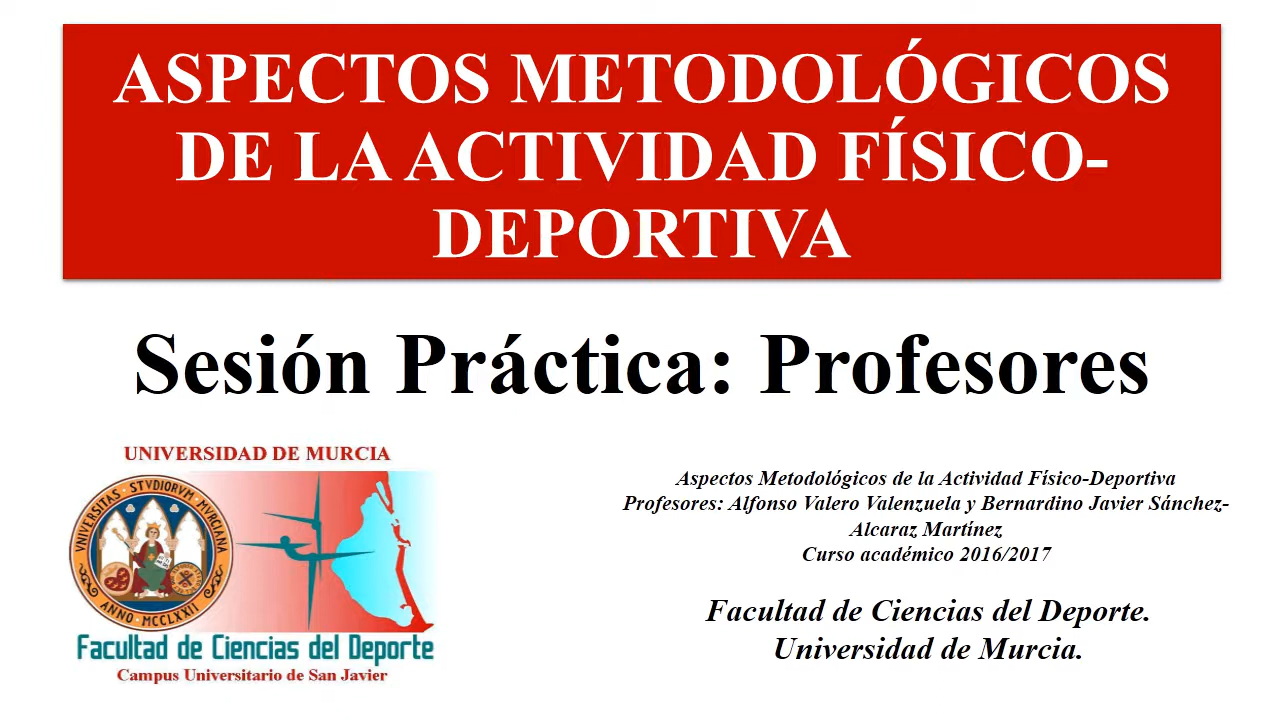 ASPECTOS METODOLÓGICOS
DE LA ACTIVIDAD FÍSICO-
DEPORTIVA
Sesión Práctica: Profesores
UNIVERSIDAD DE MURCIA
UNIVERSITAS STVDIORVM MVRCIANA
ANNO MCCLXXII
Facultad de Ciencias del Deporte
Campus Universitario de San Javier
Aspectos Metodológicos de la Actividad Físico-Deportiva
Profesores: Alfonso Valero Valenzuela y Bernardino Javier Sánchez-
Alcaraz Martínez
Curso académico 2016/2017
Facultad de Ciencias del Deporte.
Universidad de Murcia.